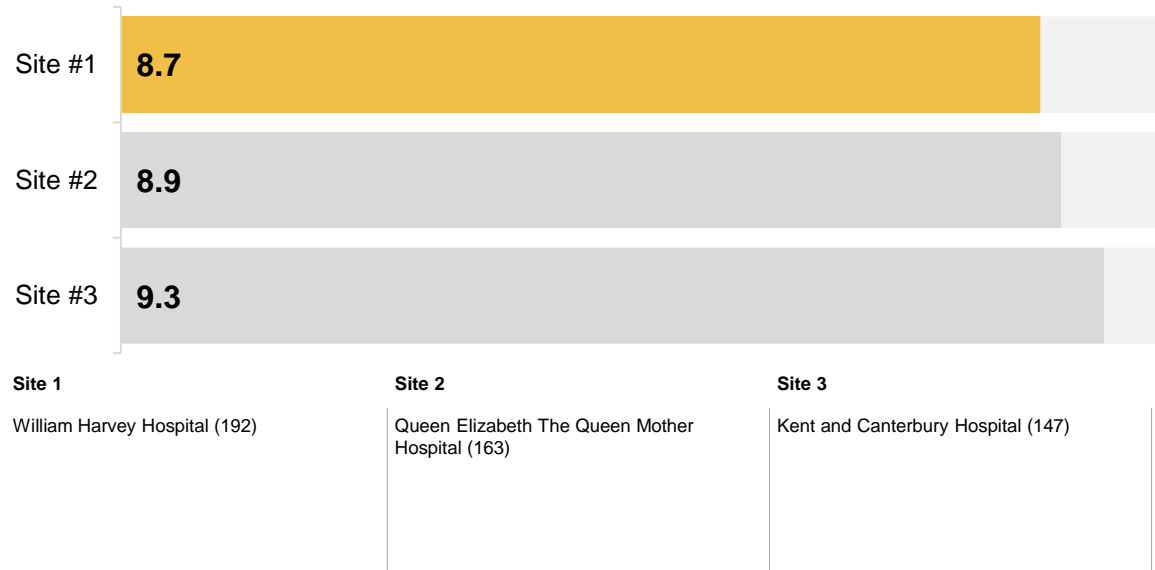 Site #1
8.7
Site #2
8.9
Site #3
9.3
Site 1
William Harvey Hospital (192)
Site 2
Queen Elizabeth The Queen Mother
Hospital (163)
Site 3
Kent and Canterbury Hospital (147)